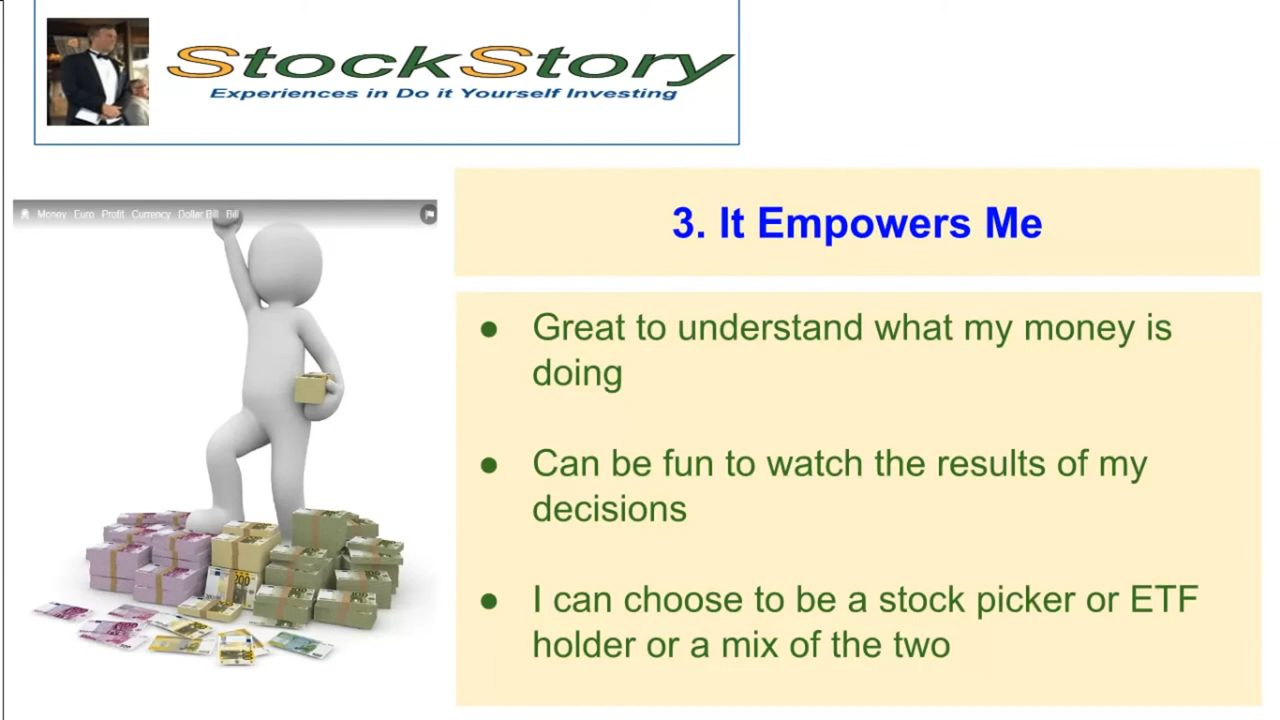 StockStory
Experiences in Do it Yourself Investing
Money Euro Profit Currency Dollar Bill Bill
3. It Empowers Me
● Great to understand what my money is
doing
● Can be fun to watch the results of my
decisions
● I can choose to be a stock picker or ETF
holder or a mix of the two
200
100